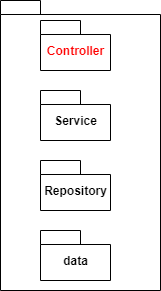 Controller
Service
Repository
data